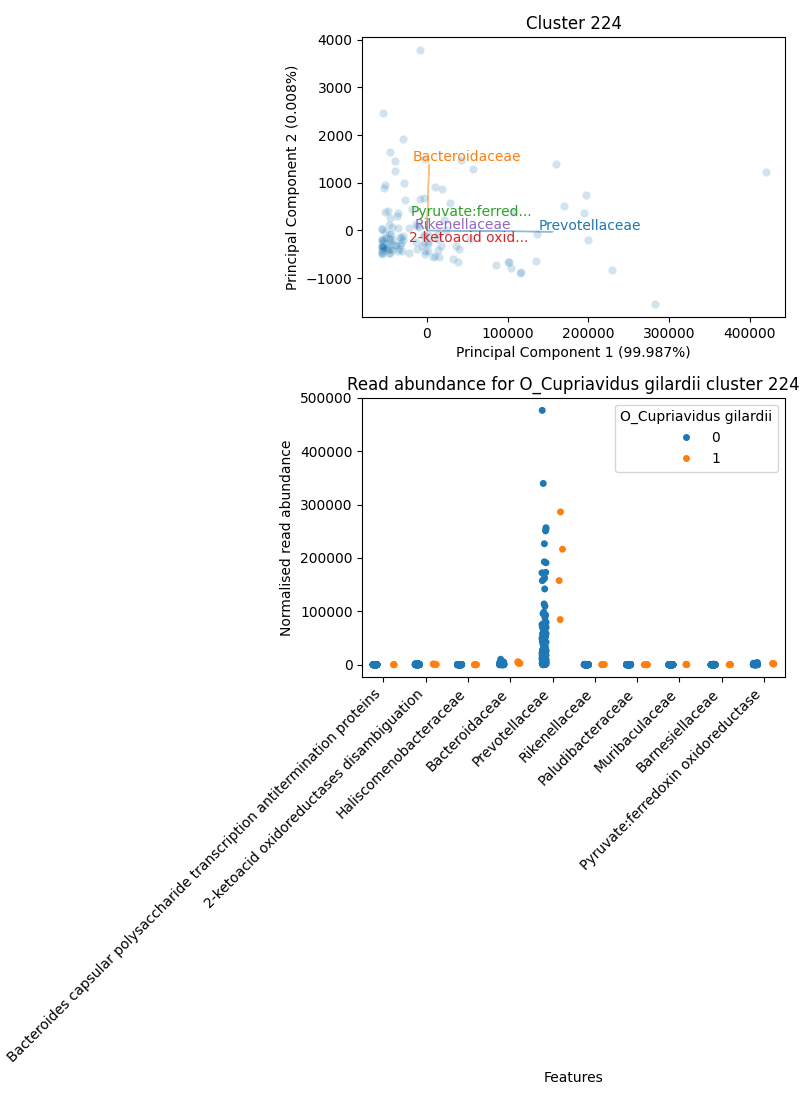 Cluster 224
Principal Component 2 (0.008%)
4000
3000
2000
1000
0
−1000
Bacteroidaceae
Pyruvate:ferred...
Rikenellaceae
Prevotellaceae
2-ketoacid oxid...
0
100000
200000
300000
400000
Principal Component 1 (99.987%)
Read abundance for O_Cupriavidus gilardii cluster 224
Normalised read abundance
500000
400000
300000
200000
100000
0
O_Cupriavidus gilardii
0
1
Bacteroides capsular polysaccharide transcription antitermination proteins
2-ketoacid oxidoreductases disambiguation
Haliscomenobacteraceae
Bacteroidaceae
Prevotellaceae
Rikenellaceae
Paludibacteraceae
Muribaculaceae
Barnesiellaceae
Pyruvate:ferredoxin oxidoreductase
Features